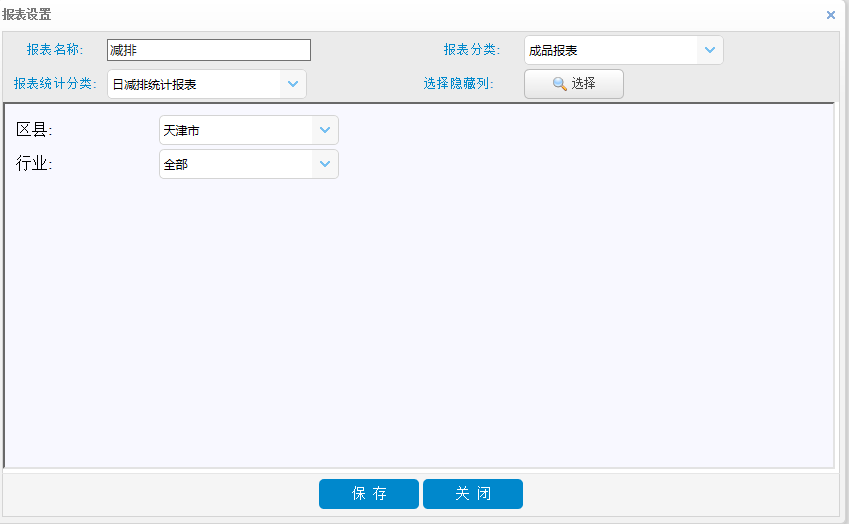 报表设置
报表名称: 减排 报表分类: 成品报表
报表统计分类: 日减排统计报表 选择隐藏列: 选择
区县: 天津市
行业: 全部
保 存 关 闭